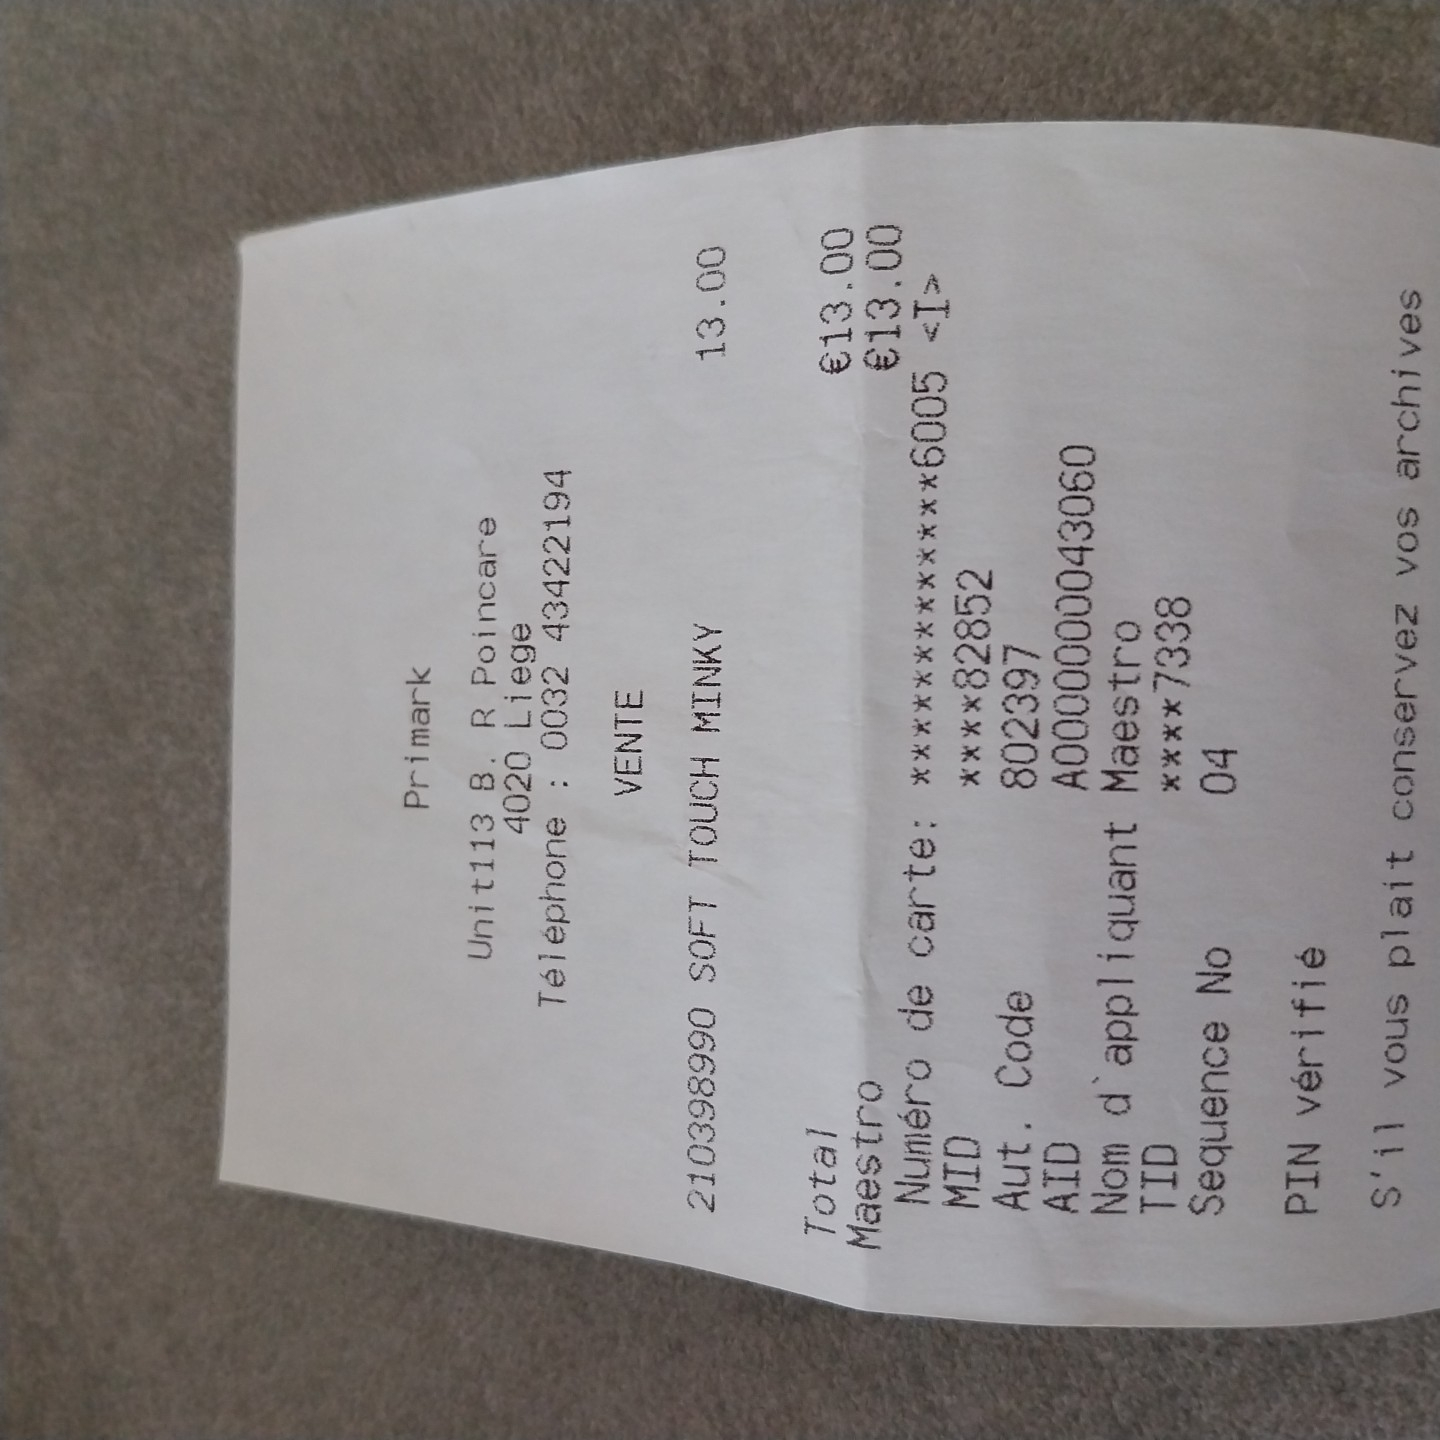 Primark
Unit113 B. R Poincare
4020 Liege
Téléphone : 0032 43422194
VENTE
210398990 SOFT TOUCH MINKY 13.00
Total €13.00
Maestro €13.00
Numéro de carte: ***************6005 <I>
MID ****82852
Aut. Code 802397
AID A0000000043060
Nom d`appliquant Maestro
TID ****7338
Sequence No 04
PIN vérifié
S'il vous plait conservez vos archives